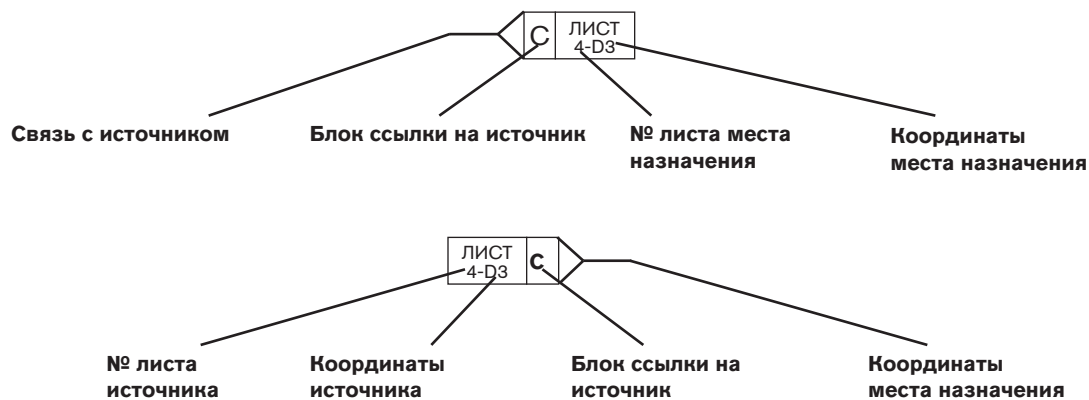 С
ЛИСТ
4-D3
Связь с источником
Блок ссылки на источник
№ листа места
назначения
Координаты
места назначения
ЛИСТ
4-D3
С
№ листа
источника
Координаты
источника
Блок ссылки на
источник
Координаты
места назначения